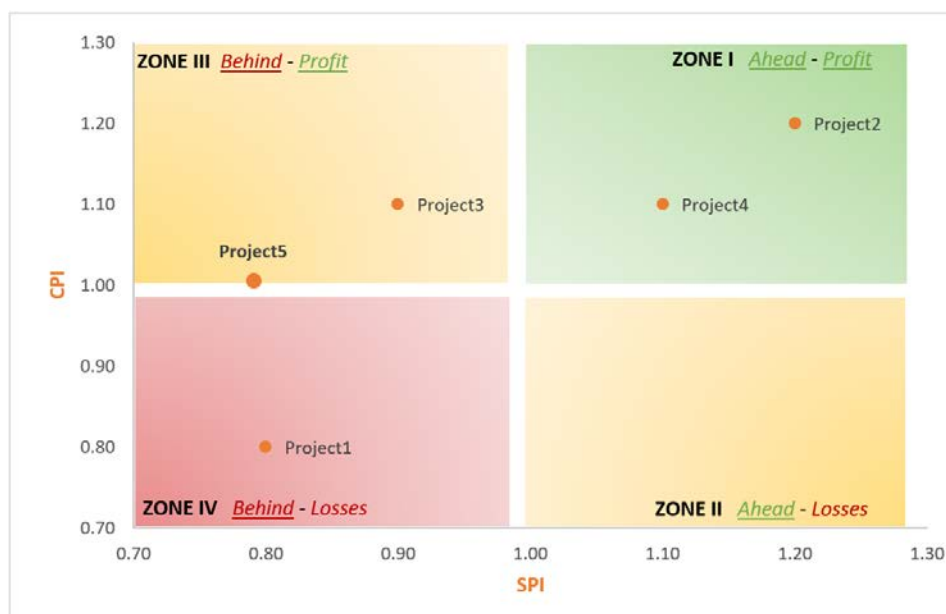 1.30
ZONE III Behind - Profit
ZONE I Ahead - Profit
1.20
Project2
1.10
Project3
Project4
Project5
CPI
1.00
0.90
0.80
Project1
ZONE IV Behind - Losses
ZONE II Ahead - Losses
0.70
0.70 0.80 0.90 1.00 1.10 1.20 1.30
SPI